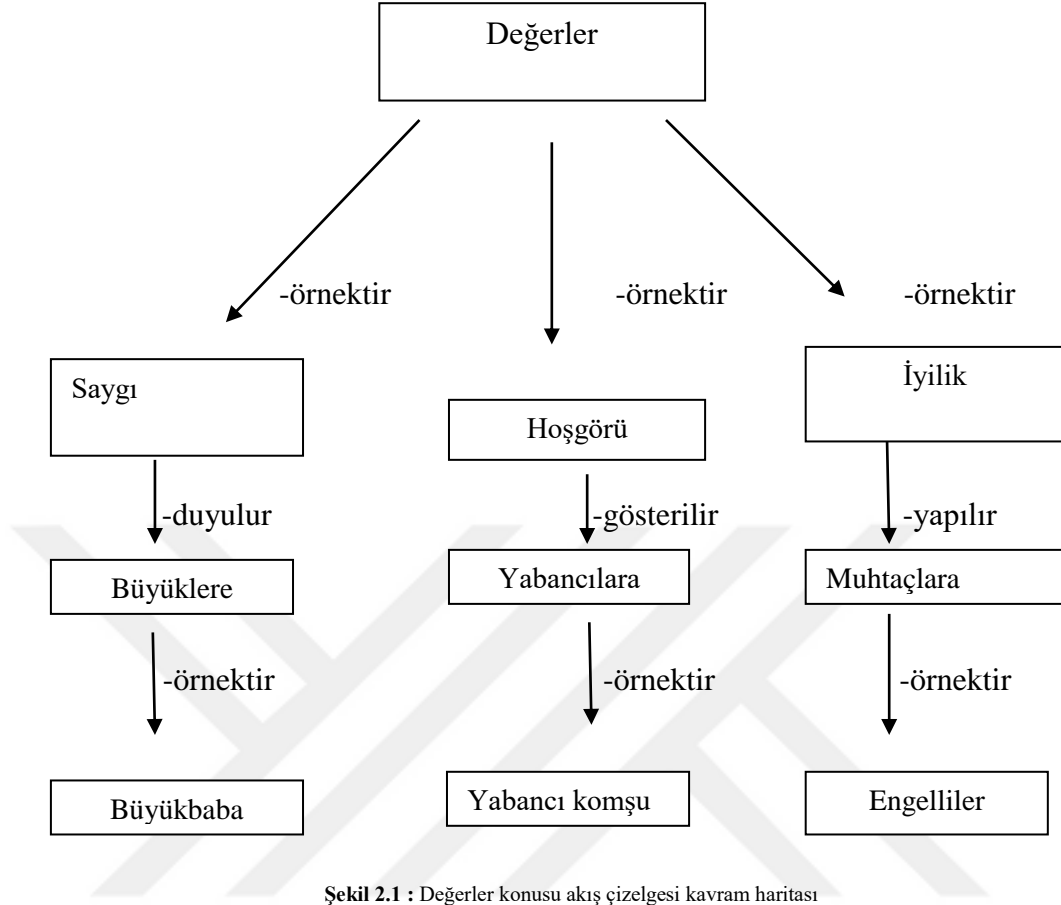 Değerler
-örnektir
-örnektir
-örnektir
Saygı
Hoşgörü
İyilik
-duyulur
-gösterilir
-yapılır
Büyüklere
Yabancılara
Muhtaçlara
-örnektir
-örnektir
-örnektir
Büyükbaba
Yabancı komşu
Engelliler
Şekil 2.1 : Değerler konusu akış çizelgesi kavram haritası